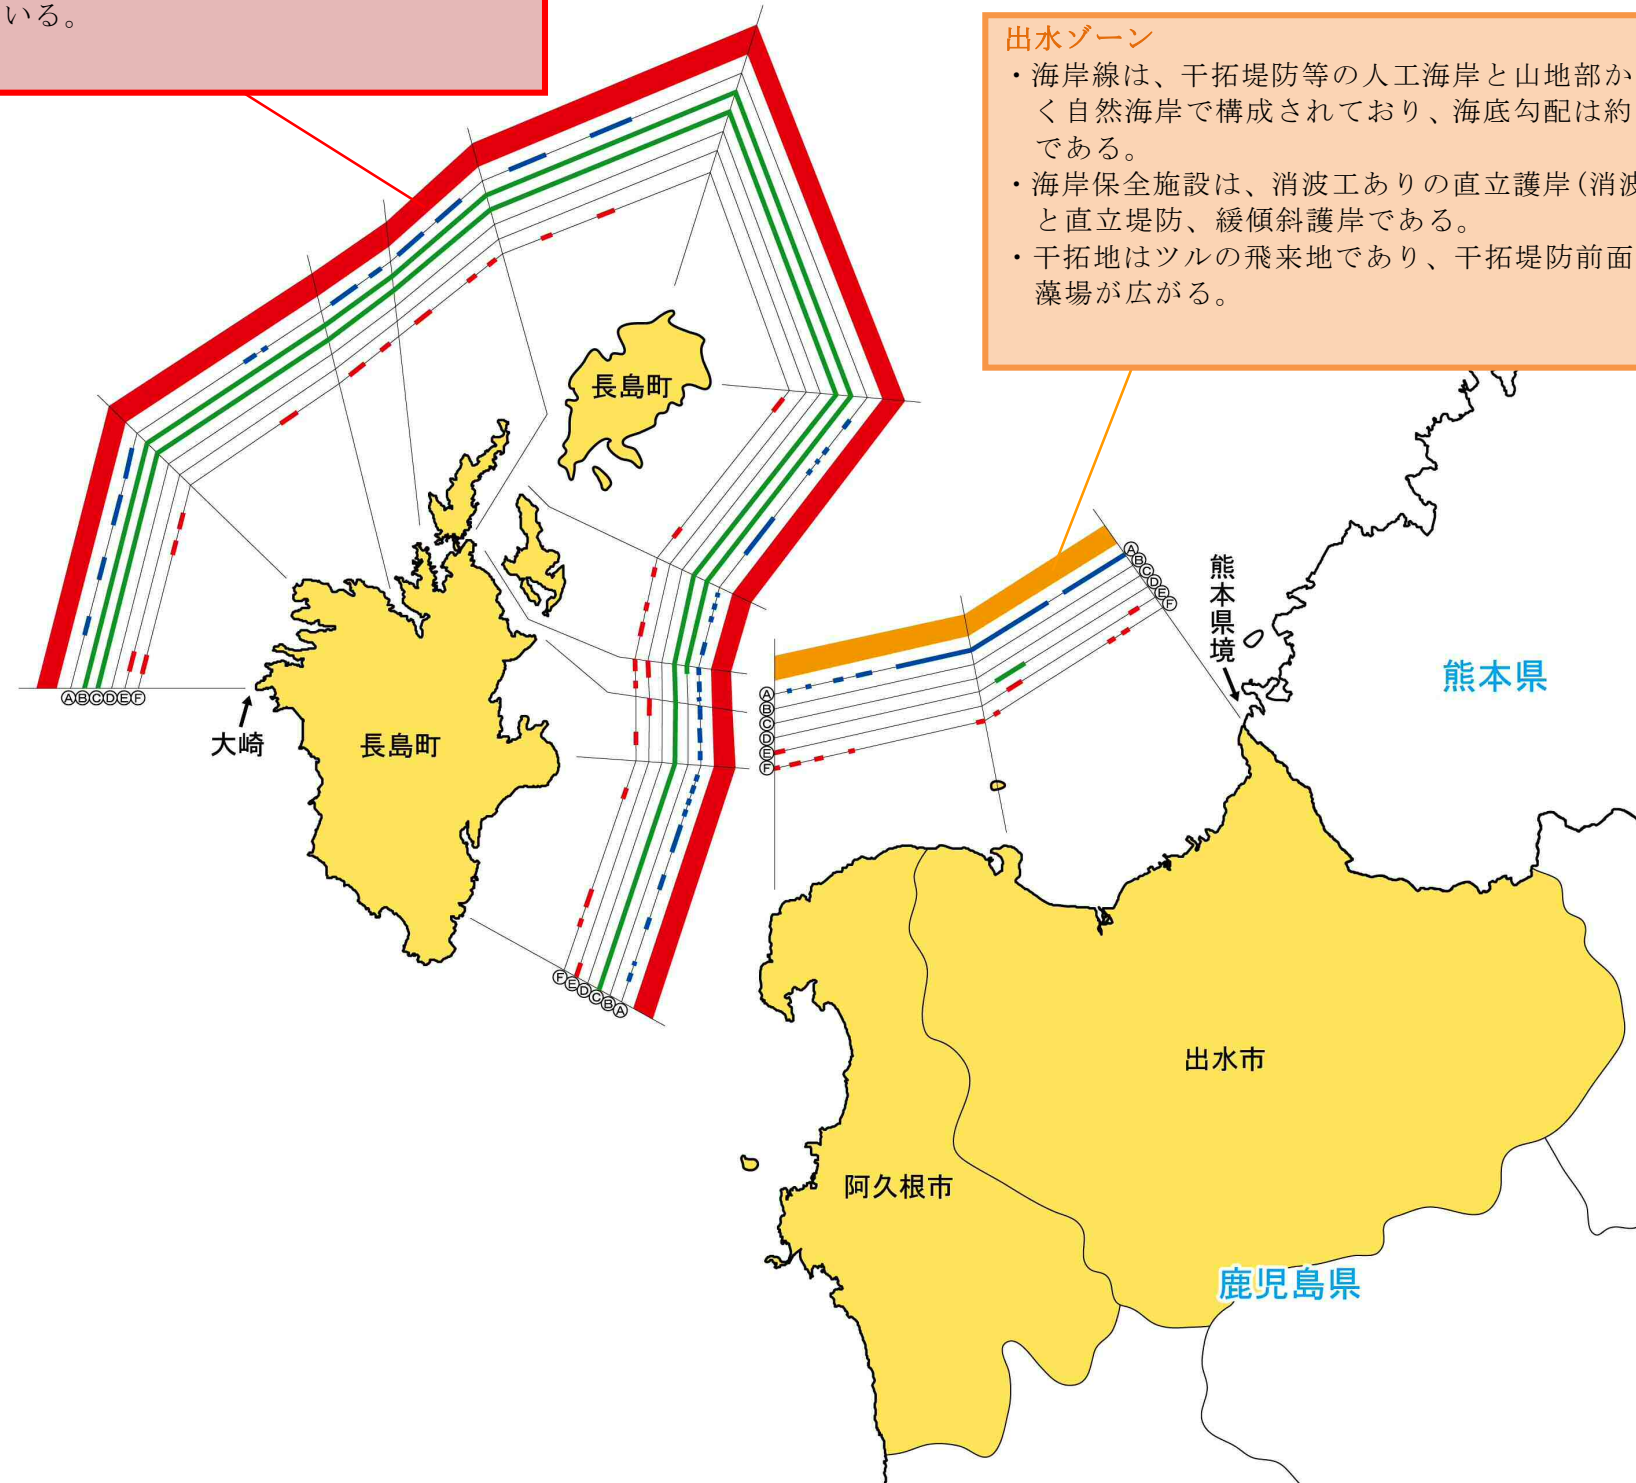 いる。
出水ゾーン
・海岸線は、干拓堤防等の人工海岸と山地部か
く自然海岸で構成されており、海底勾配は約
である。
・海岸保全施設は、消波工ありの直立護岸(消波
と直立堤防、緩傾斜護岸である。
・干拓地はツルの飛来地であり、干拓堤防前面
藻場が広がる。
長島町
熊本県境
熊本県
ⒶⒷⒸⒹⒺⒻ
大崎
長島町
Ⓐ
Ⓑ
Ⓒ
Ⓓ
Ⓔ
Ⓕ
Ⓐ
Ⓑ
Ⓒ
Ⓓ
Ⓔ
Ⓕ
ⒻⒺⒹⒸⒷⒶ
出水市
阿久根市
鹿児島県